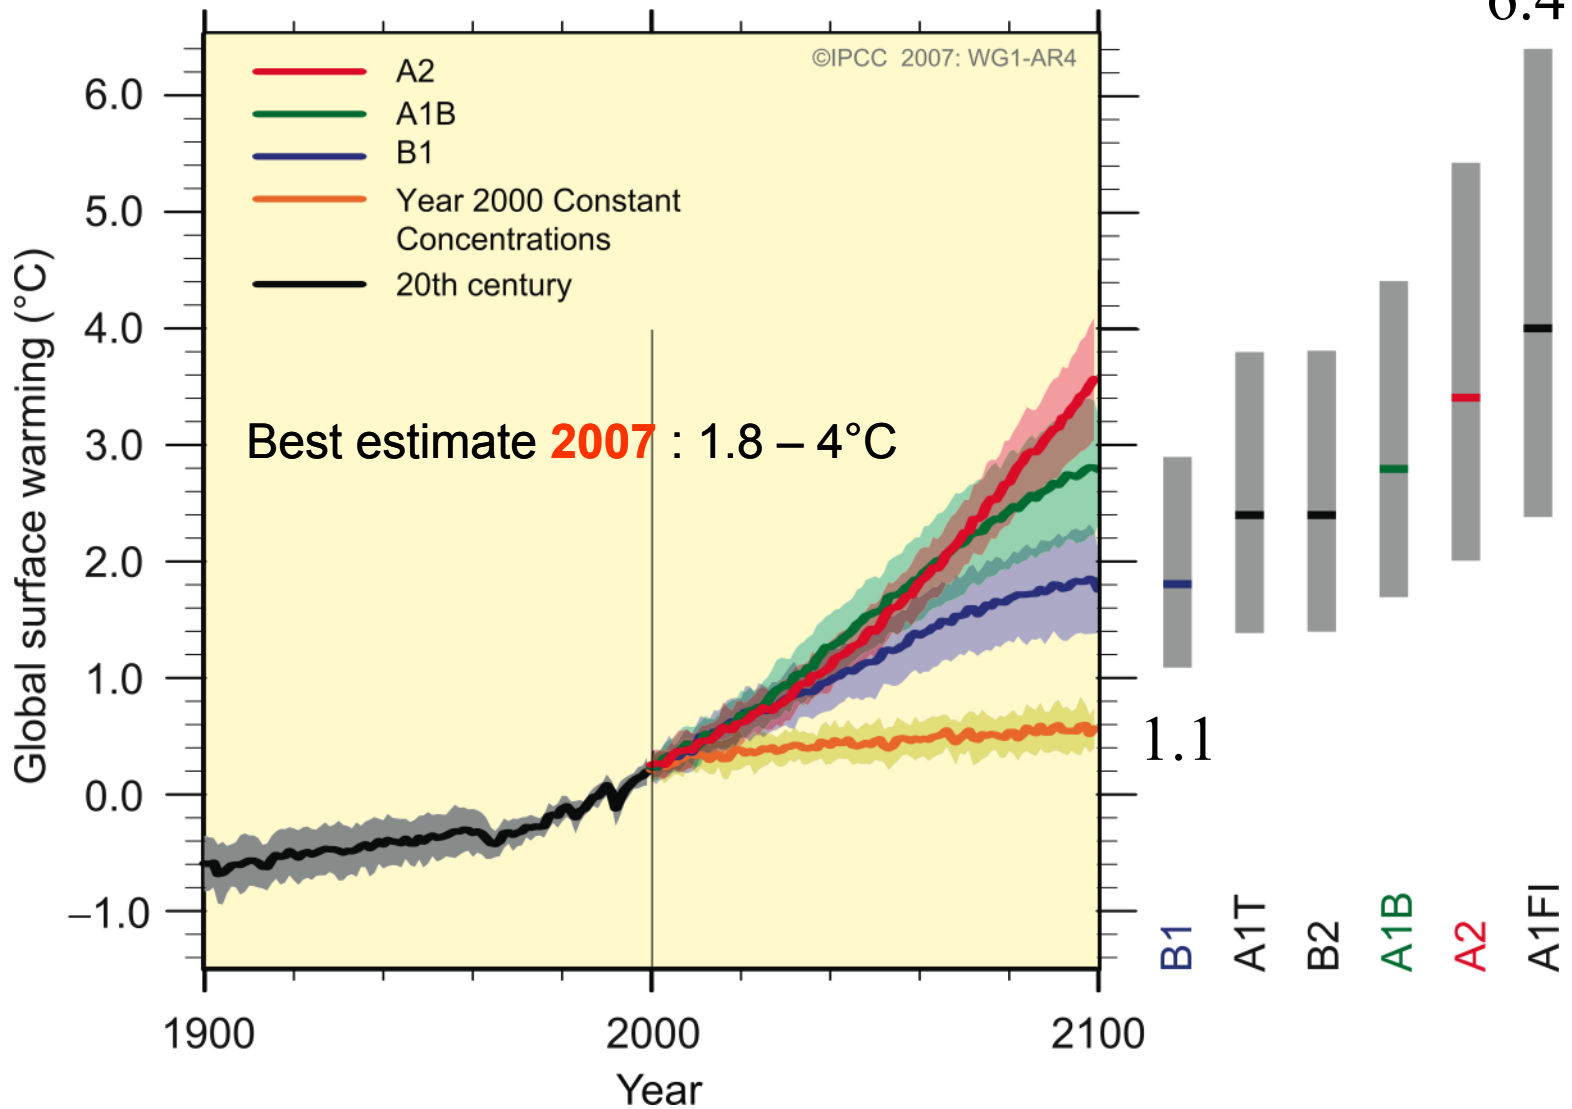 6.4
©IPCC 2007: WG1-AR4
A2
A1B
B1
Year 2000 Constant
Concentrations
20th century
6.0
5.0
4.0
3.0
2.0
1.0
0.0
–1.0
Global surface warming (°C)
Best estimate 2007 : 1.8 – 4°C
1.1
B1
A1T
B2
A1B
A2
A1FI
1900
2000
2100
Year